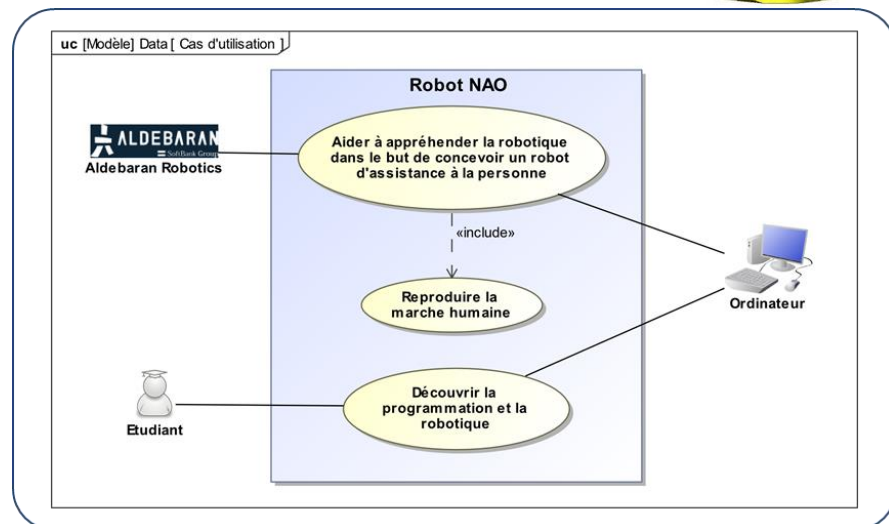 uc [Modèle] Data [ Cas d'utilisation ]
Robot NAO
ALDEBARAN
SoftBank Group
Aldebaran Robotics
Aider à appréhender la robotique
dans le but de concevoir un robot
d'assistance à la personne
«include»
Reproduire la
marche humaine
Ordinateur
Découvrir la
programmation et la
robotique
Etudiant